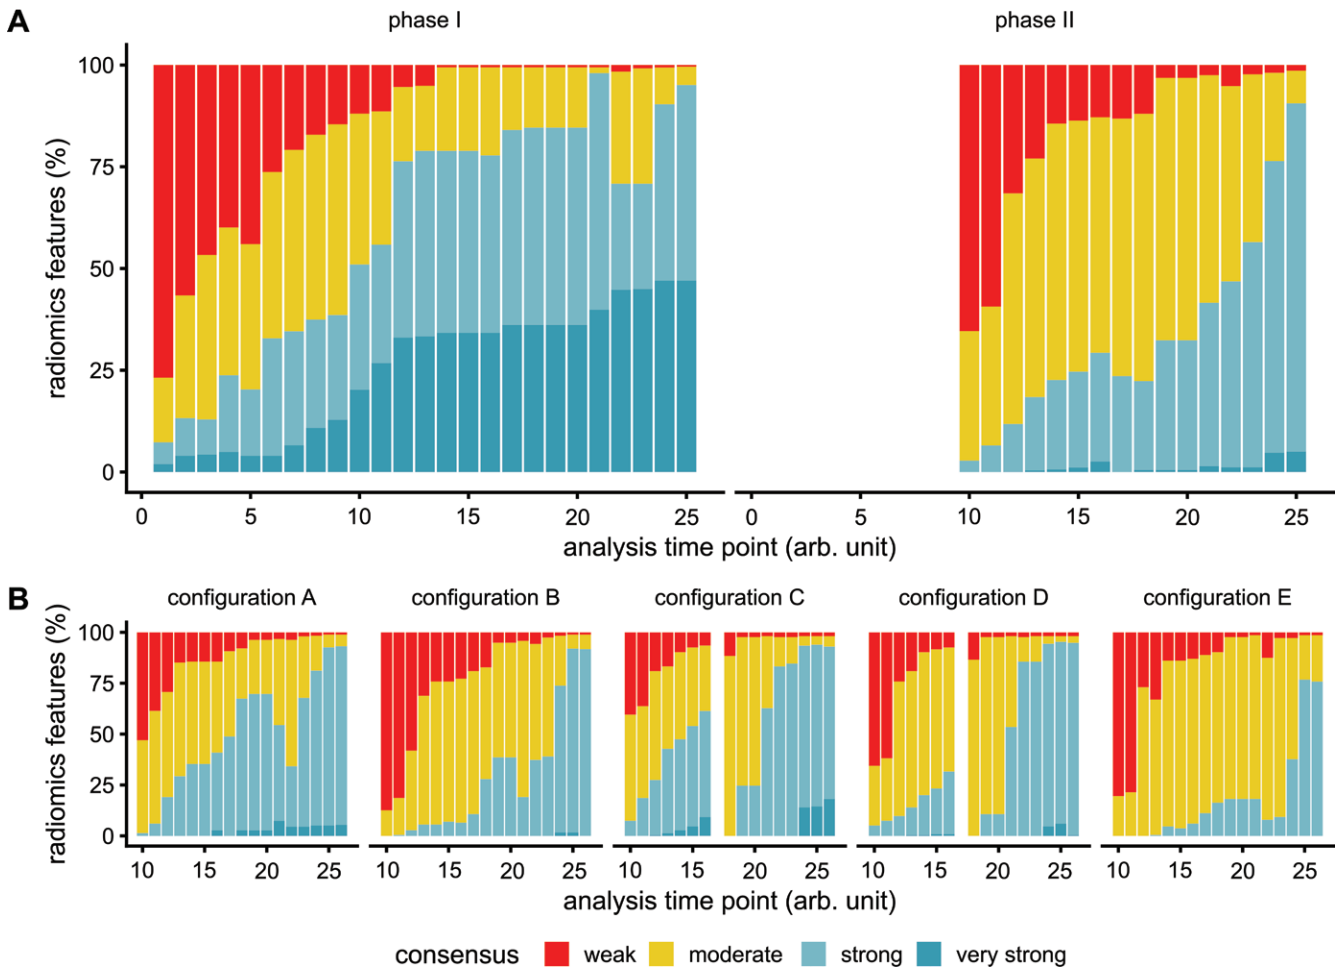 A
phase I
phase II
radiomics features (%)
100
75
50
25
0
0 5 10 15 20 25
0 5 10 15 20 25
analysis time point (arb. unit)
B
configuration A
configuration B
configuration C
configuration D
configuration E
radiomics features (%)
100
75
50
25
0
10 15 20 25
10 15 20 25
10 15 20 25
10 15 20 25
10 15 20 25
analysis time point (arb. unit)
consensus weak moderate strong very strong